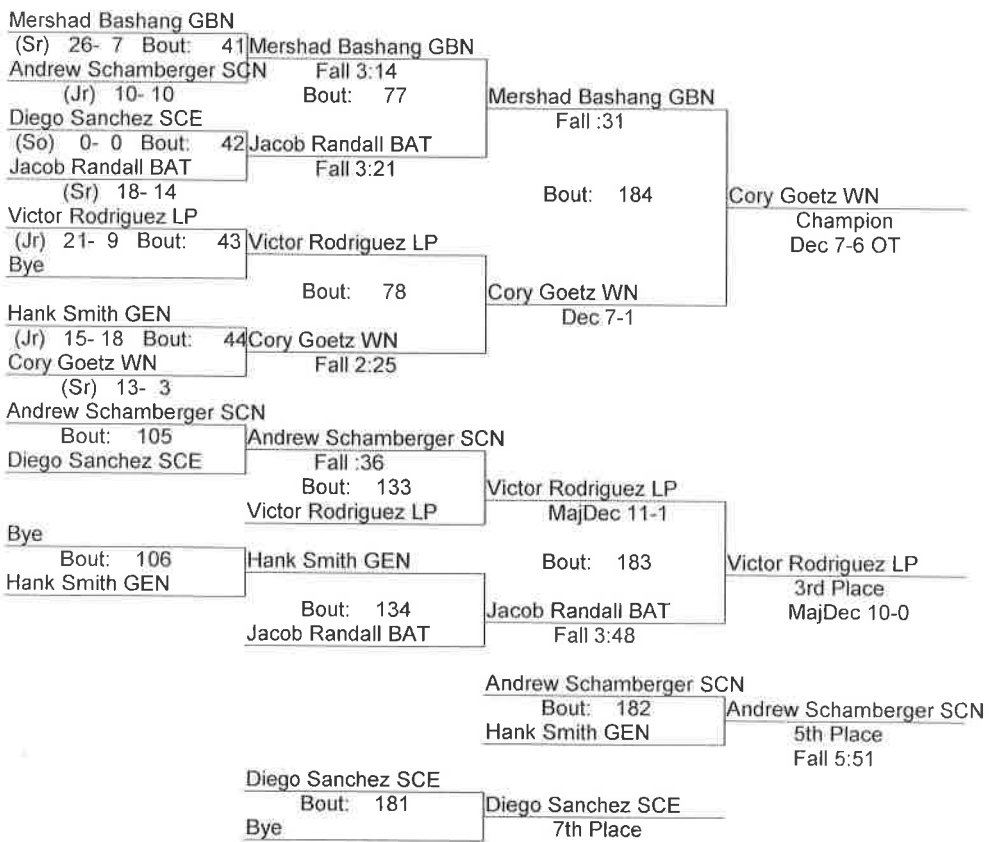 Mershad Bashang GBN
(Sr) 26- 7 Bout: 41 Mershad Bashang GBN
Andrew Schamberger SCN Fall 3:14
(Jr) 10- 10 Bout: 77 Mershad Bashang GBN
Diego Sanchez SCE Fall :31
(So) 0- 0 Bout: 42 Jacob Randall BAT
Jacob Randall BAT Fall 3:21
(Sr) 18- 14 Bout: 184 Cory Goetz WN
Victor Rodriguez LP Champion
(Jr) 21- 9 Bout: 43 Victor Rodriguez LP Dec 7-6 OT
Bye
Bout: 78 Cory Goetz WN
Hank Smith GEN Dec 7-1
(Jr) 15- 18 Bout: 44 Cory Goetz WN
Cory Goetz WN Fall 2:25
(Sr) 13- 3
Andrew Schamberger SCN
Bout: 105 Andrew Schamberger SCN
Diego Sanchez SCE Fall :36
Bout: 133 Victor Rodriguez LP
Victor Rodriguez LP MajDec 11-1
Bye
Bout: 106 Hank Smith GEN Bout: 183 Victor Rodriguez LP
Hank Smith GEN 3rd Place
Bout: 134 Jacob Randall BAT MajDec 10-0
Jacob Randall BAT Fall 3:48
Andrew Schamberger SCN
Bout: 182 Andrew Schamberger SCN
Hank Smith GEN 5th Place
Fall 5:51
Diego Sanchez SCE
Bout: 181 Diego Sanchez SCE
Bye 7th Place